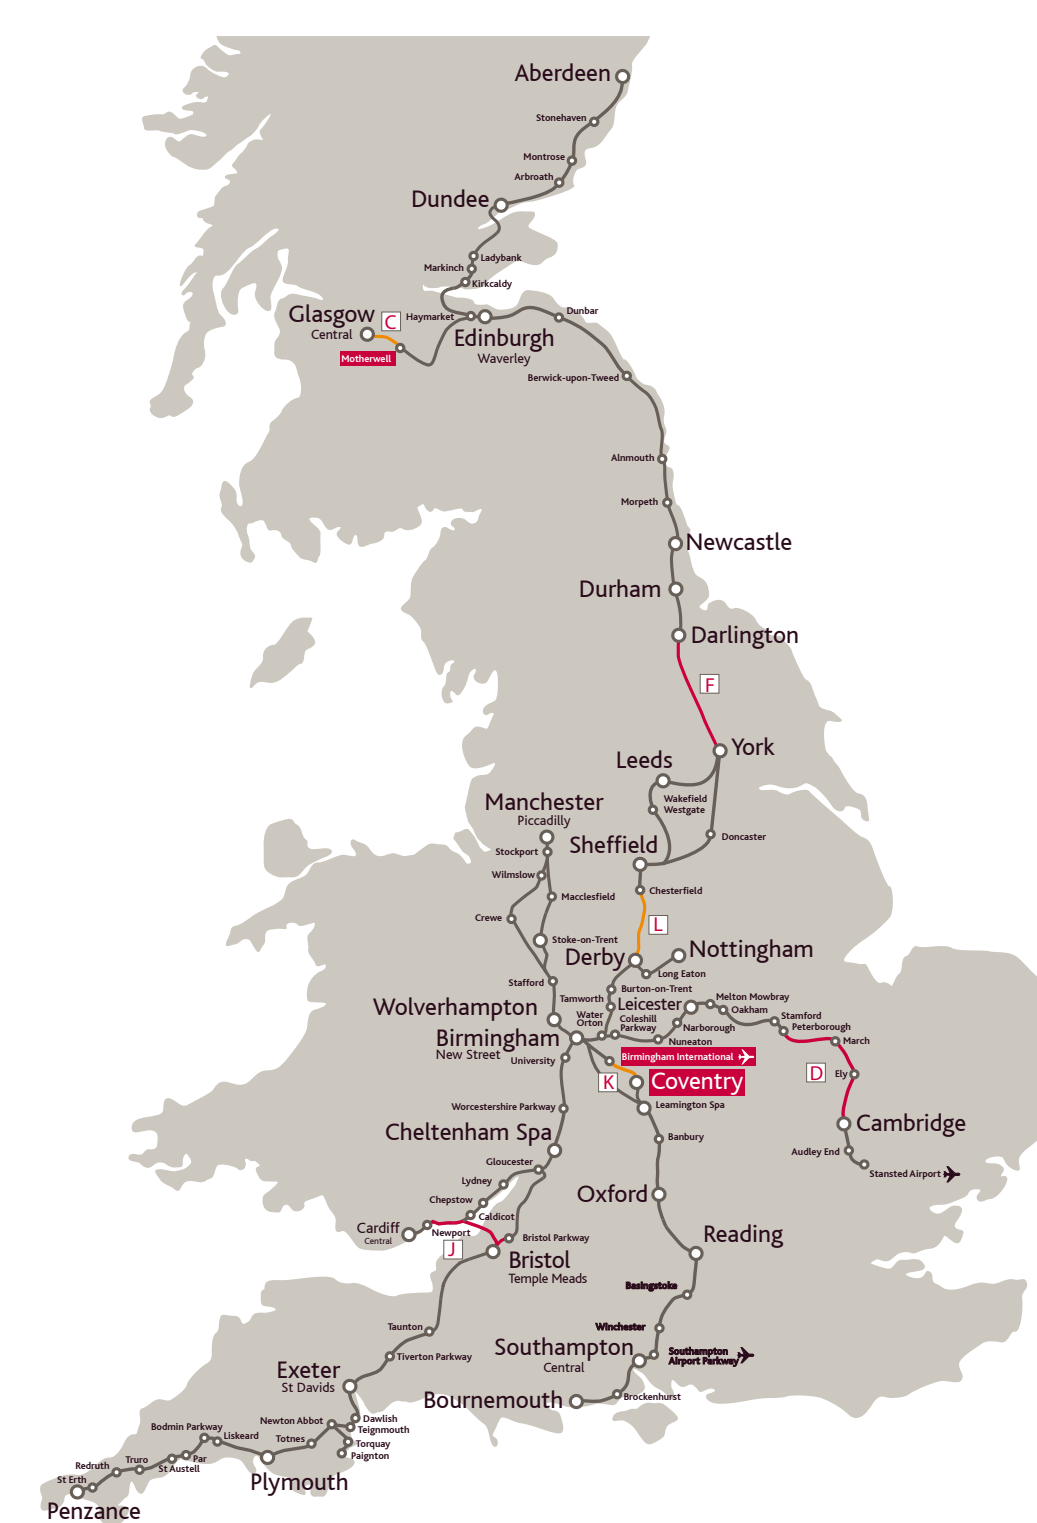 Aberdeen
Stonehaven
Montrose
Arbroath
Dundee
Ladybank
Markinch
Kirkcaldy
Glasgow
Central
C
Haymarket
Dunbar
Edinburgh
Waverley
Motherwell
Berwick-upon-Tweed
Alnmouth
Morpeth
Newcastle
Durham
Darlington
F
York
Leeds
Wakefield
Westgate
Manchester
Piccadilly
Doncaster
Sheffield
Stockport
Wilmslow
Chesterfield
Macclesfield
Crewe
L
Stoke-on-Trent
Nottingham
Derby
Long Eaton
Stafford
Burton-on-Trent
Tamworth
Leicester
Melton Mowbray
Oakham
Wolverhampton
Water
Orton
Coleshill
Parkway
Narborough
Stamford
Peterborough
Birmingham
New Street
Nuneaton
March
University
Birmingham International
D
Ely
K
Coventry
Leamington Spa
Worcestershire Parkway
Cambridge
Cheltenham Spa
Banbury
Audley End
Gloucester
Stansted Airport
Lydney
Oxford
Chepstow
Caldicot
Cardiff
Central
Newport
J
Bristol Parkway
Reading
Bristol
Temple Meads
Basingstoke
Taunton
Winchester
Tiverton Parkway
Southampton
Central
Southampton
Airport Parkway
Exeter
St Davids
Bournemouth
Brockenhurst
Dawlish
Teignmouth
Newton Abbot
Bodmin Parkway
Liskeard
Totnes
Torquay
Paignton
Truro
Par
St Austell
Redruth
St Erth
Plymouth
Penzance